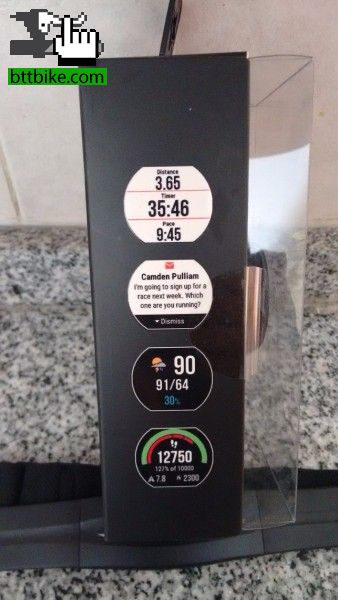 bttbike.com
Distance
3.65
Timer
35:46
Pace
9:45
Camden Pulliam
I'm going to sign up for a
race next week. Which
one are you running?
Dismiss
90
91/64
30%
12750
127% of 10000
7.8 2300